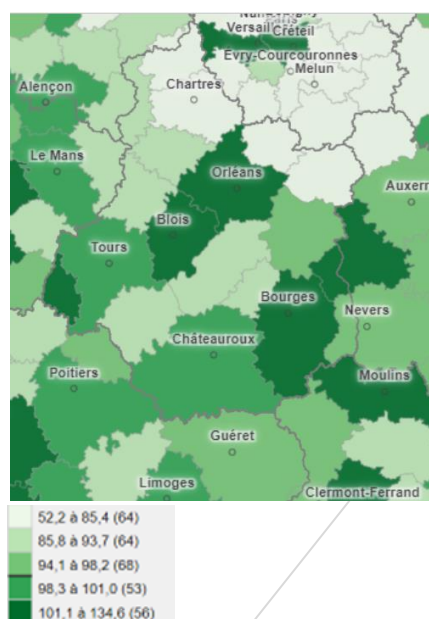 Versail
Créteil
Évry-Courcouronnes
Melun
Alençon
Chartres
Le Mans
Orléans
Auxerr
Blois
Tours
Bourges
Nevers
Châteauroux
Poitiers
Moulins
Guéret
Limoges
Clermont-Ferrand
52,2 à 85,4 (64)
85,8 à 93,7 (64)
94,1 à 98,2 (68)
98,3 à 101,0 (53)
101,1 à 134,6 (56)